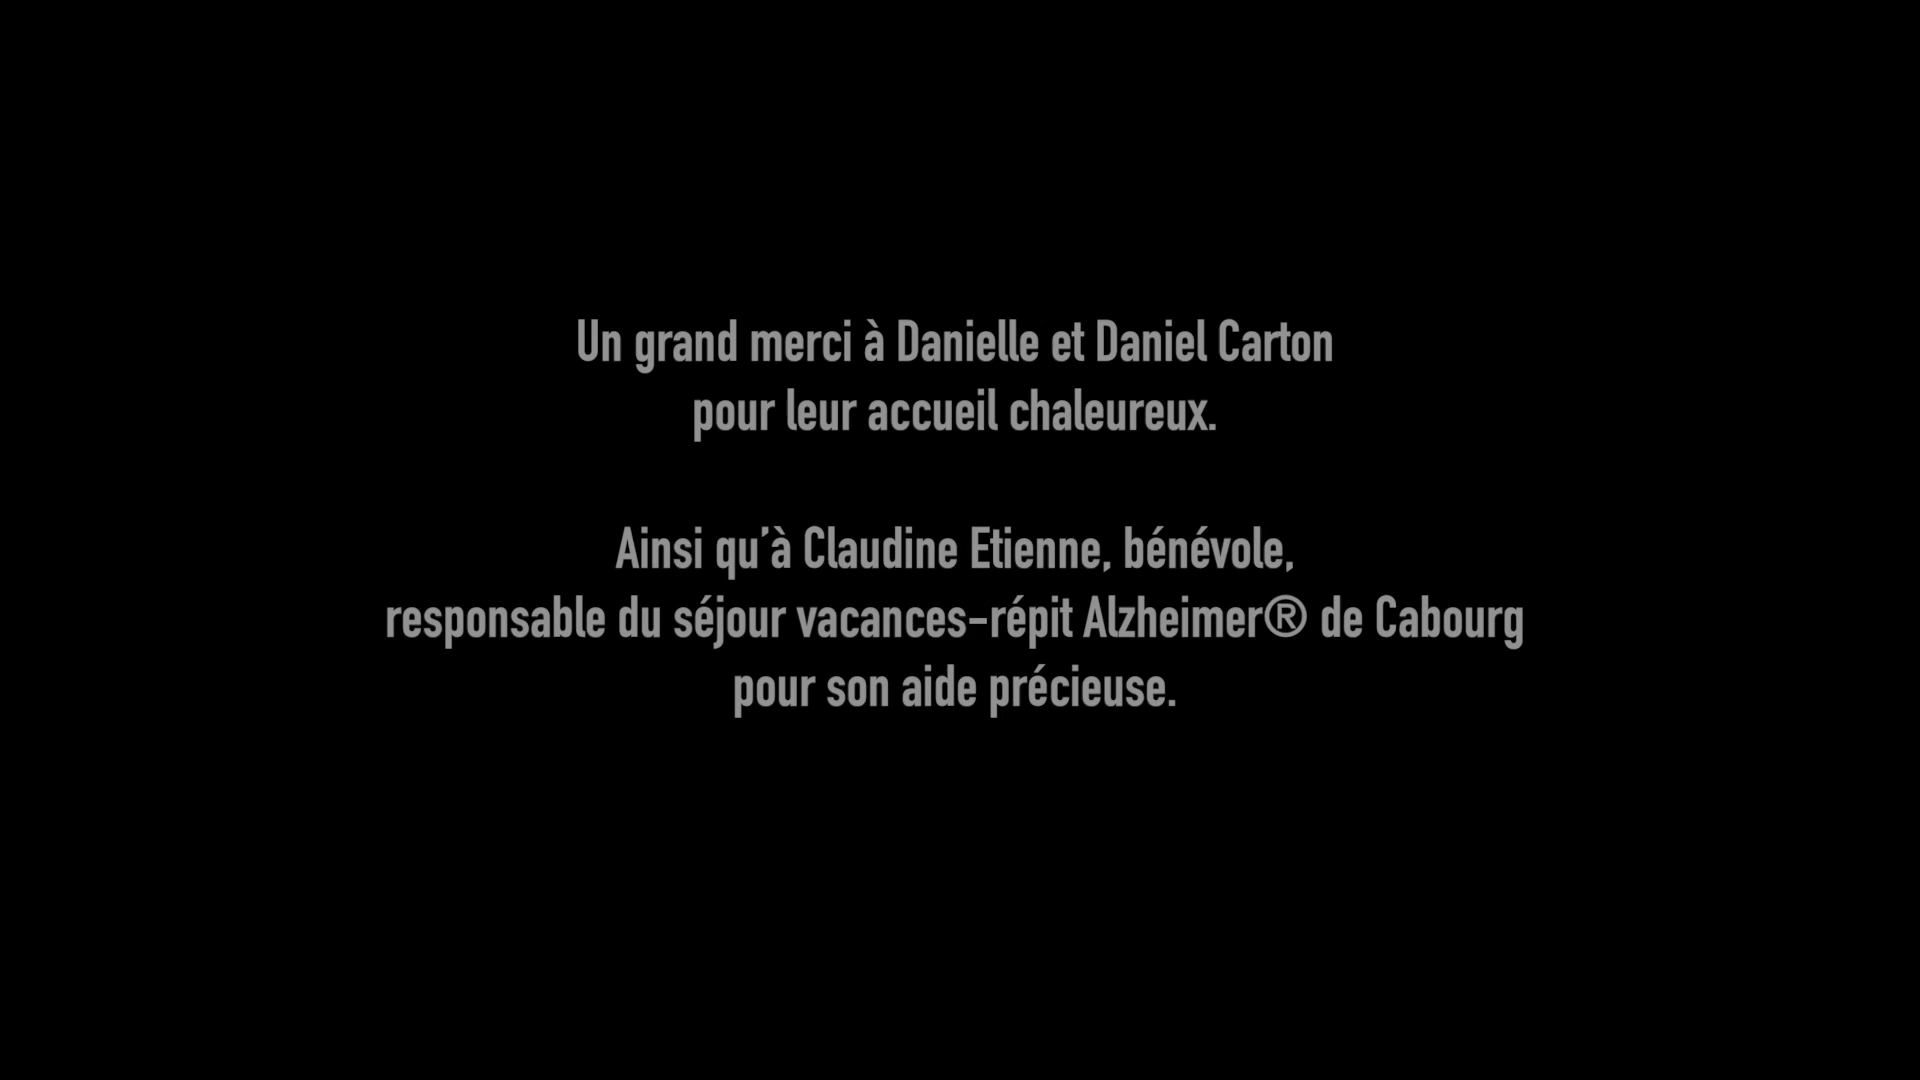 Un grand merci à Danielle et Daniel Carton
pour leur accueil chaleureux.
Ainsi qu’à Claudine Etienne, bénévole,
responsable du séjour vacances-répit Alzheimer® de Cabourg
pour son aide précieuse.